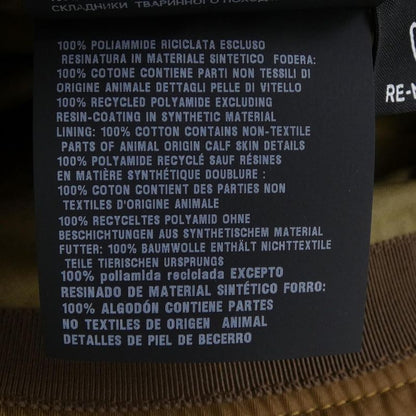 СКЛАДНИКИ ТВАРИННОГО
100% POLIAMMIDE RICICLATA ESCLUSO
RESINATURA IN MATERIALE SINTETICO FODERA:
100% COTONE CONTIENE PARTI NON TESSILI DI
ORIGINE ANIMALE DETTAGLI PELLE DI VITELLO
100% RECYCLED POLYAMIDE EXCLUDING
RESIN-COATING IN SYNTHETIC MATERIAL
LINING: 100% COTTON CONTAINS NON-TEXTILE
PARTS OF ANIMAL ORIGIN CALF SKIN DETAILS
100% POLYAMIDE RECYCLÉ SAUF RÉSINES
EN MATIÈRE SYNTHÉTIQUE DOUBLURE :
100% COTON CONTIENT DES PARTIES
NON TEXTILES D'ORIGINE ANIMALE
100% RECYCELTES POLYAMID OHNE
BESCHICHTUNGEN AUS SYNTHETISCHEM MATERIAL
FUTTER: 100% BAUMWOLLE ENTHÄLT NICHTTEXTILE
TEILE TIERISCHEN URSPRUNGS
100% poliamida reciclada EXCEPTO
RESINADO DE MATERIAL SINTÉTICO FORRO:
100% ALGODÓN CONTIENE PARTES
NO TEXTILES DE ORIGEN ANIMAL
DETALLES DE PIEL DE BECERRO
RE-